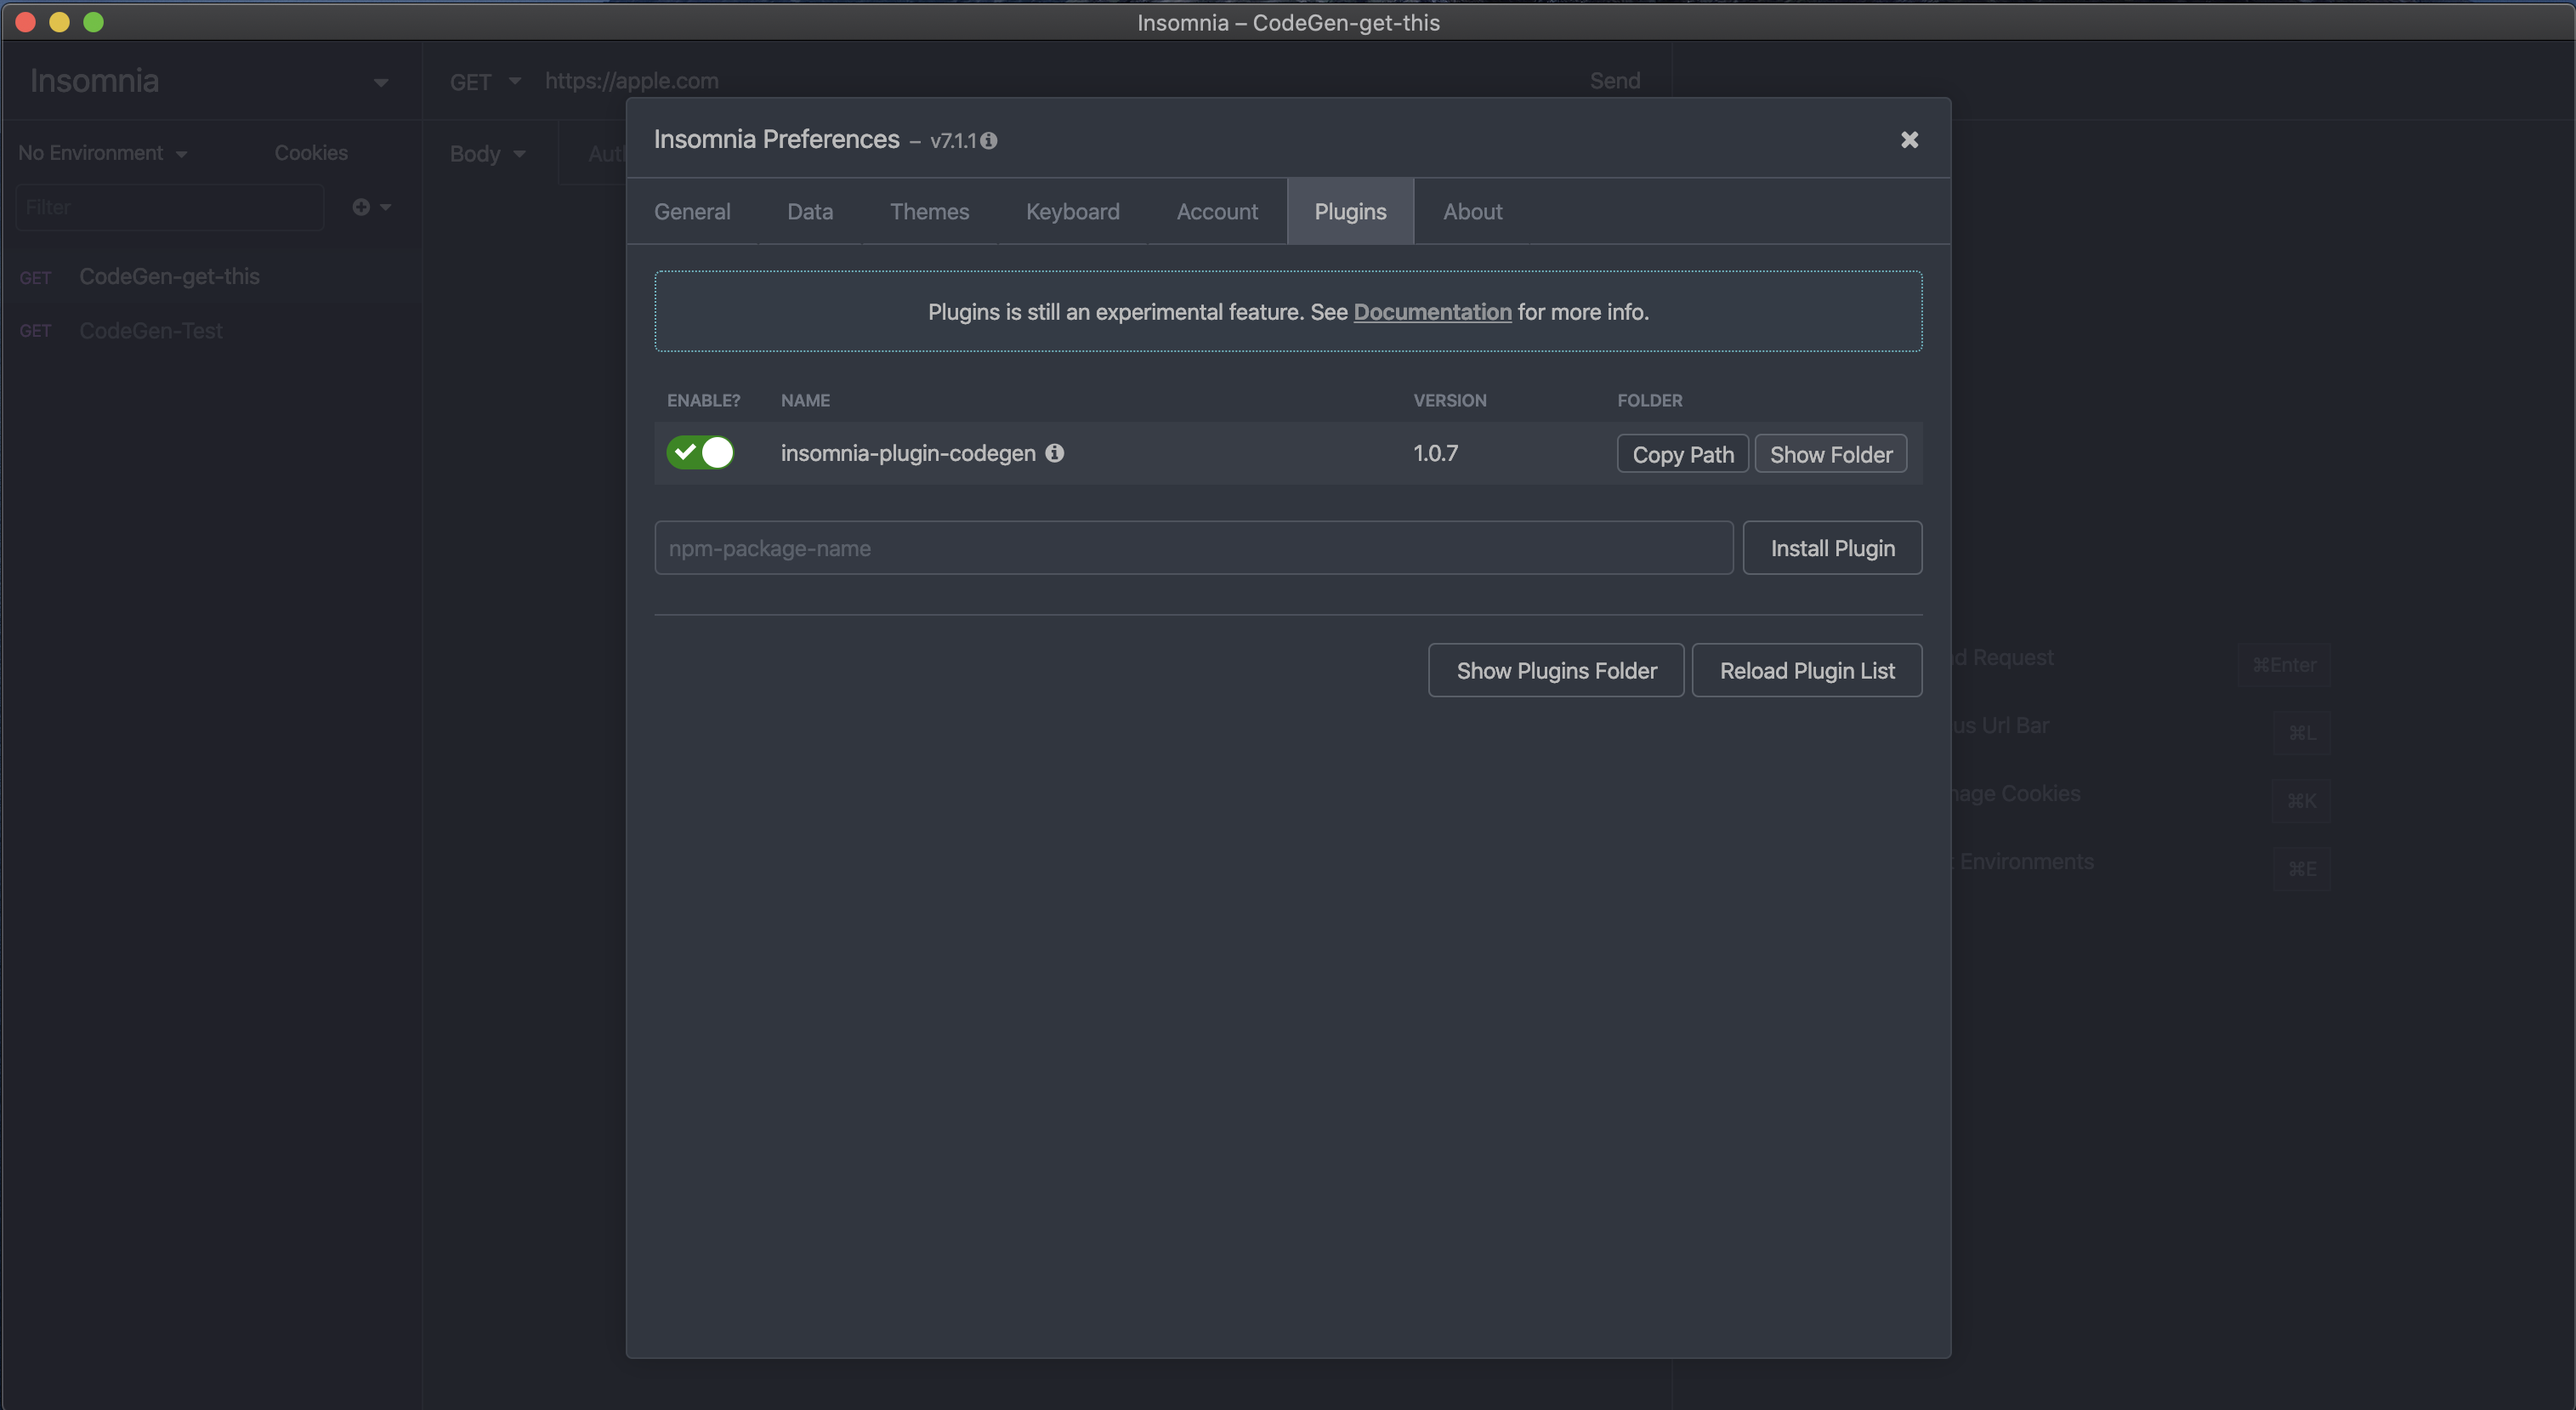 Insomnia – CodeGen-get-this
Insomnia
GET
https://apple.com
Send
No Environment
Cookies
Body
Filter
GET CodeGen-get-this
GET CodeGen-Test
Insomnia Preferences – v7.1.1
General Data Themes Keyboard Account Plugins About
Plugins is still an experimental feature. See Documentation for more info.
ENABLE? NAME VERSION FOLDER
insomnia-plugin-codegen 1.0.7 Copy Path Show Folder
npm-package-name Install Plugin
Show Plugins Folder Reload Plugin List
Request ⌘Enter
Url Bar ⌘L
Cookies ⌘K
Environments ⌘E